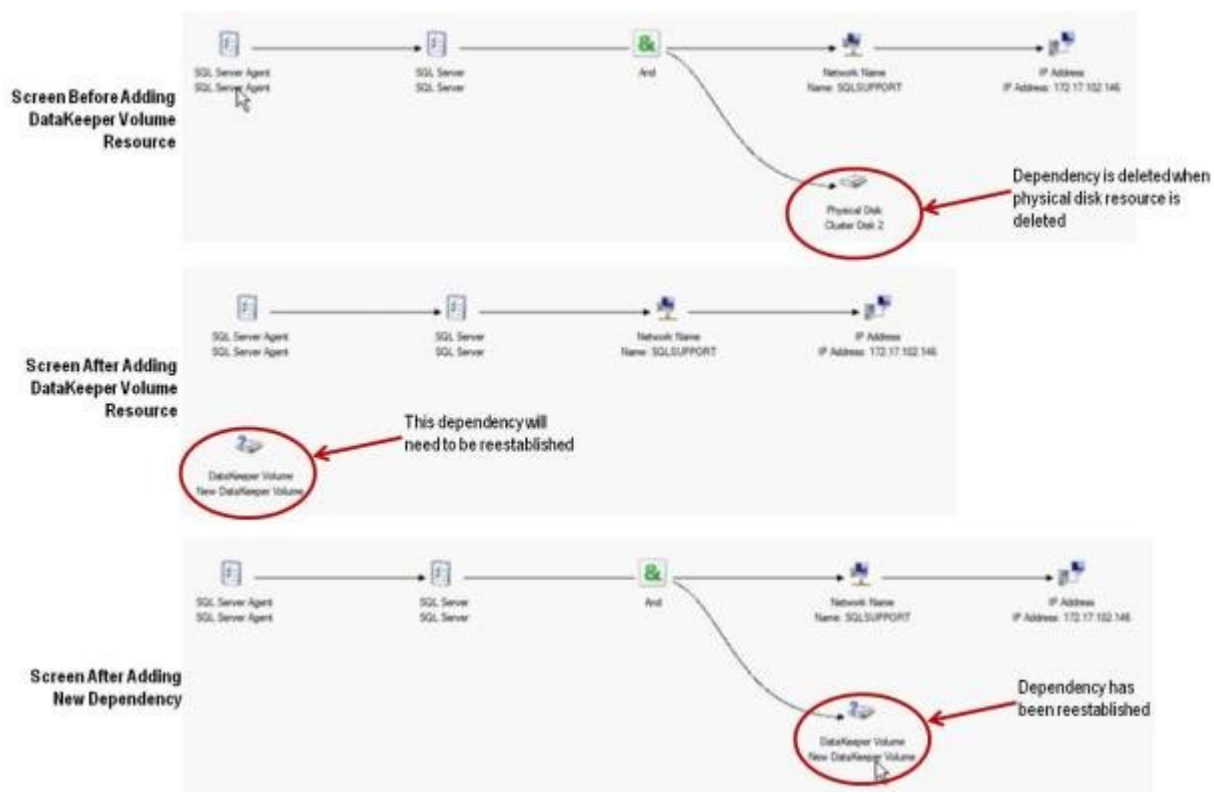 SQL Server Agent
SQL Server Agent
SQL Server
SQL Server
&
And
Network Name
Name: SQLSUPPORT
IP Address
IP Address: 172.17.102.146
Screen Before Adding
DataKeeper Volume
Resource
Physical Disk
Cluster Disk 2
Dependency is deleted when
physical disk resource is
deleted
SQL Server Agent
SQL Server Agent
SQL Server
SQL Server
Network Name
Name: SQLSUPPORT
IP Address
IP Address: 172.17.102.146
Screen After Adding
DataKeeper Volume
Resource
This dependency will
need to be reestablished
DataKeeper Volume
New DataKeeper Volume
SQL Server Agent
SQL Server Agent
SQL Server
SQL Server
&
And
Network Name
Name: SQLSUPPORT
IP Address
IP Address: 172.17.102.146
Screen After Adding
New Dependency
DataKeeper Volume
New DataKeeper Volume
Dependency has
been reestablished